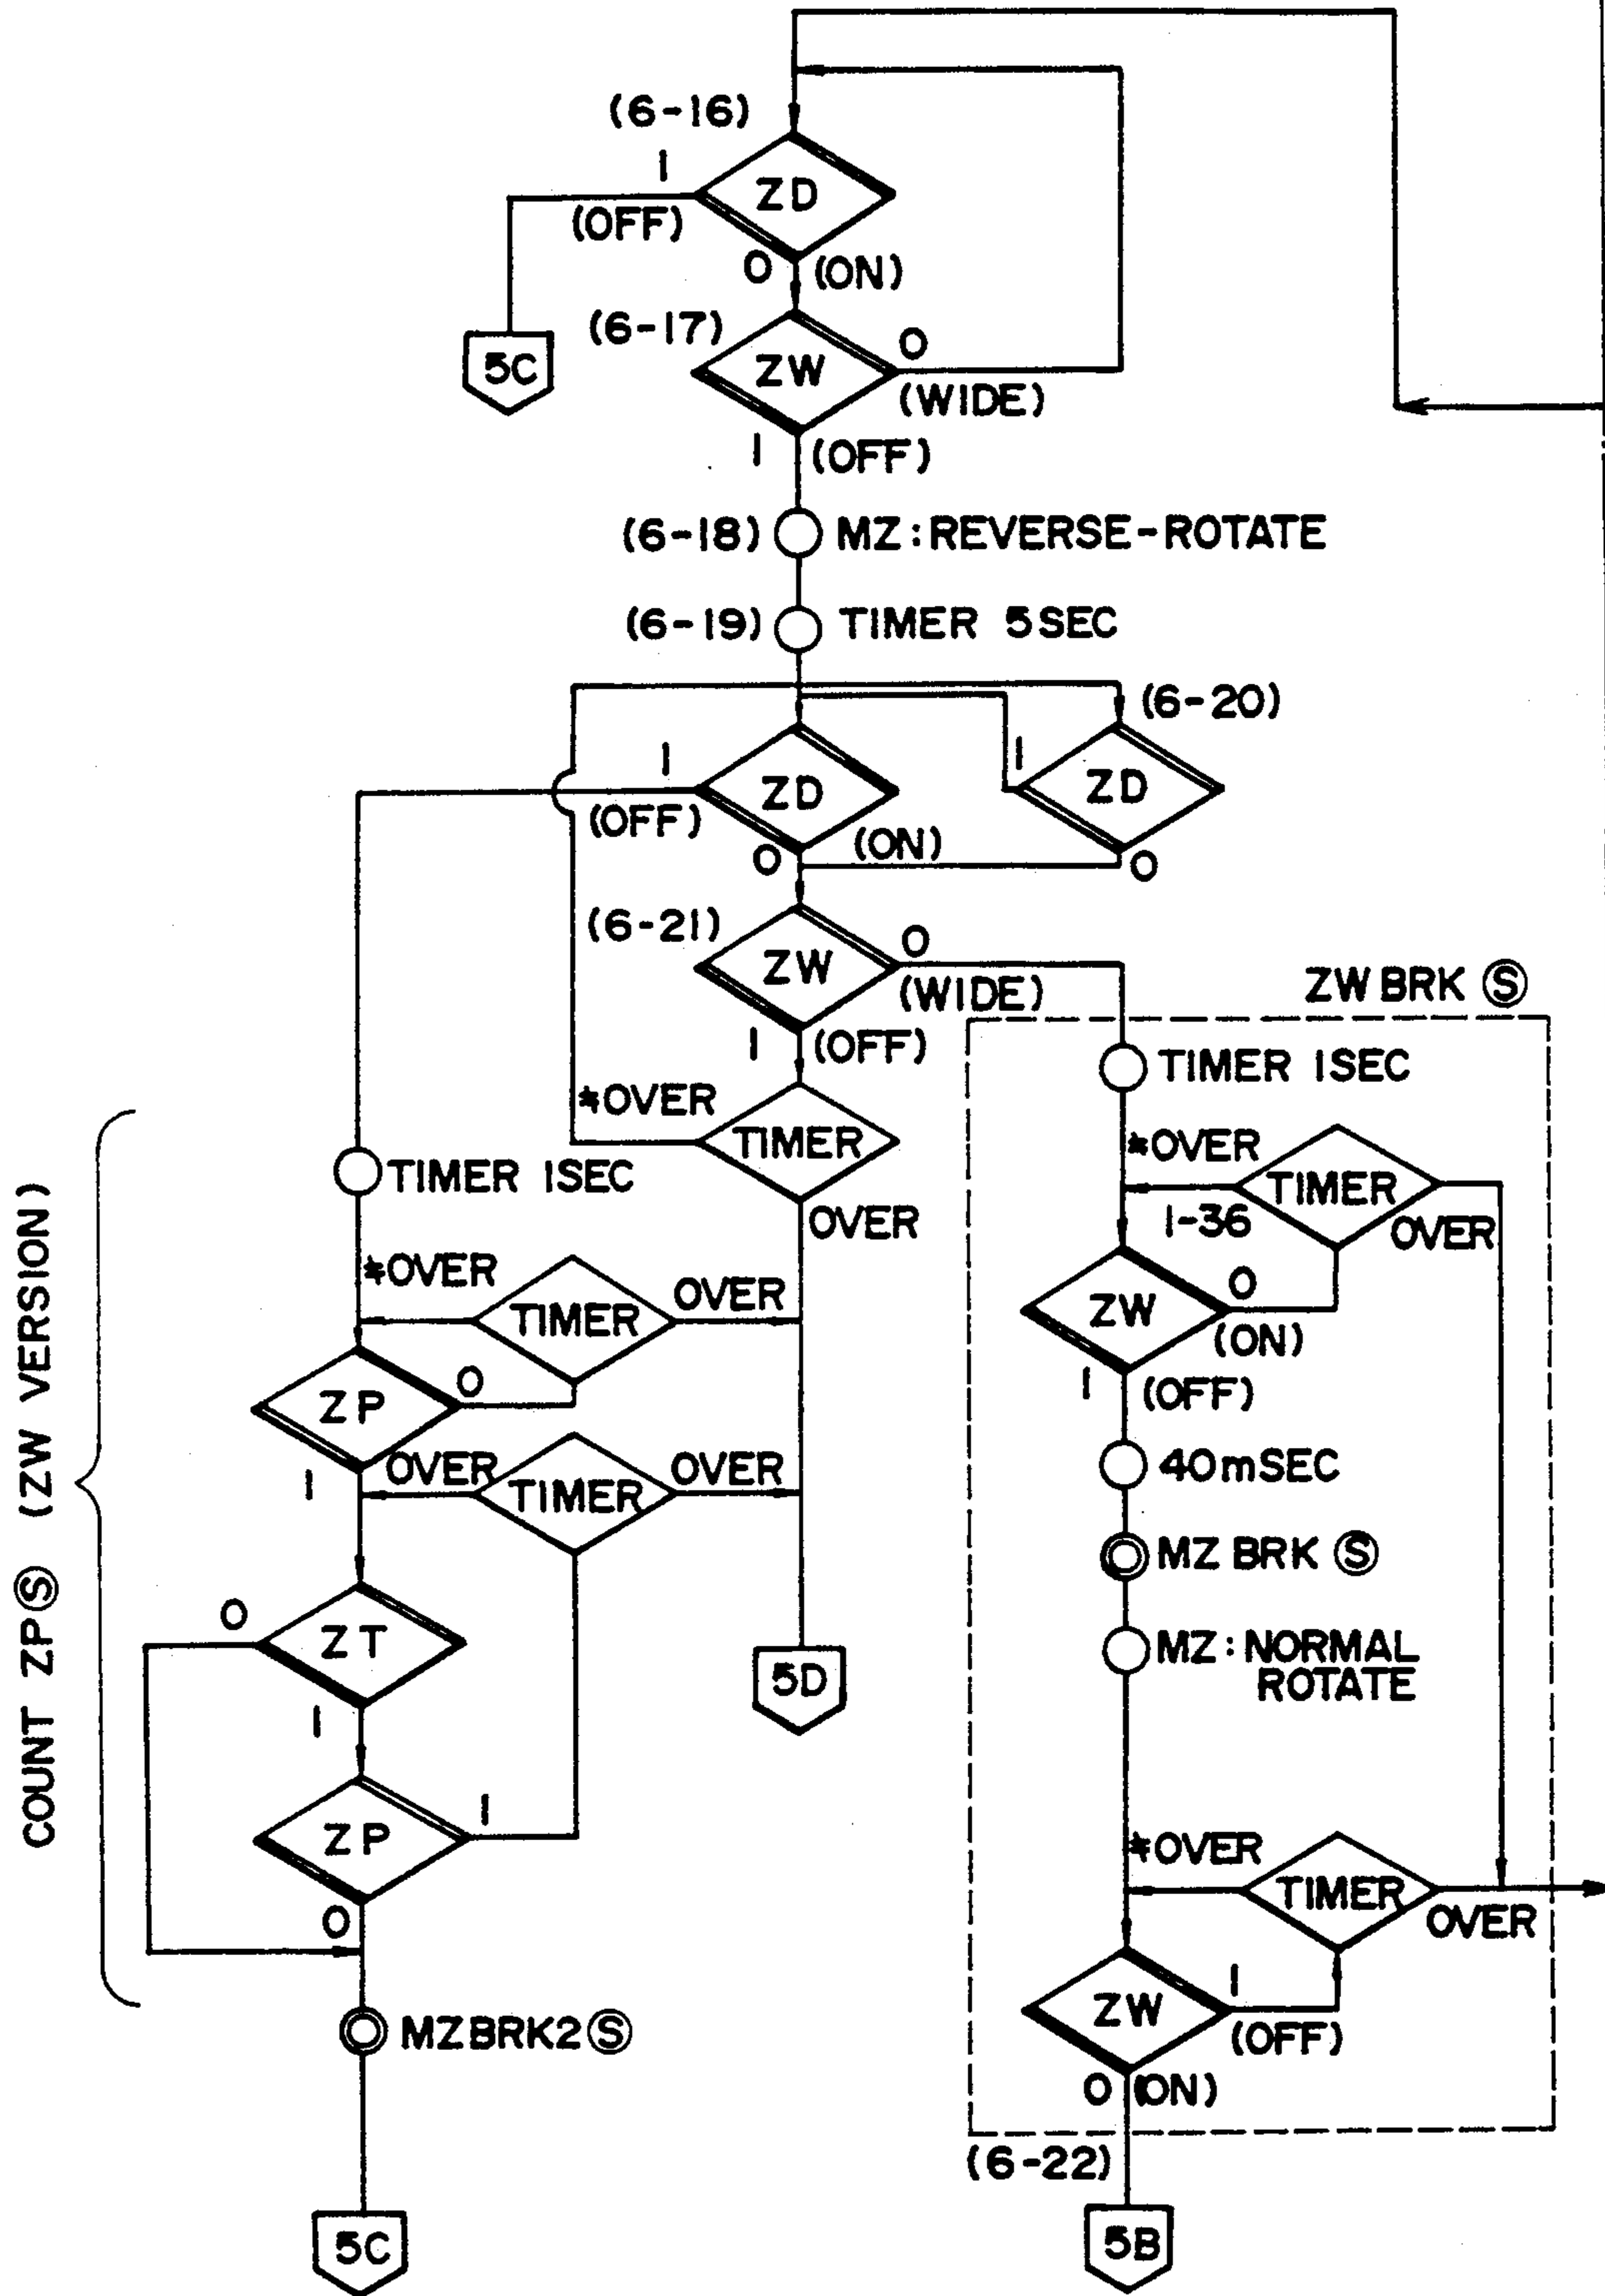 (6-16)
1
ZD
(OFF)
0 (ON)
(6-17)
0
5C
ZW
(WIDE)
1 (OFF)
(6-18) MZ:REVERSE-ROTATE
(6-19) TIMER 5SEC
(6-20)
1
1
ZD
ZD
(OFF)
(ON)
0
0
(6-21)
0
ZW
(WIDE)
ZW BRK Ⓢ
1 (OFF)
TIMER 1SEC
*OVER
TIMER
*OVER
TIMER
COUNT ZPⓈ (ZW VERSION)
TIMER 1SEC
1-36
OVER
OVER
*OVER
OVER
TIMER
0
ZW
(ON)
0
ZP
1 (OFF)
1
OVER
OVER
TIMER
40mSEC
MZ BRK Ⓢ
0
ZT
MZ:NORMAL
ROTATE
5D
1
1
ZP
*OVER
TIMER
OVER
0
1
ZW
(OFF)
MZBRK2Ⓢ
0 (ON)
(6-22)
5C
5B